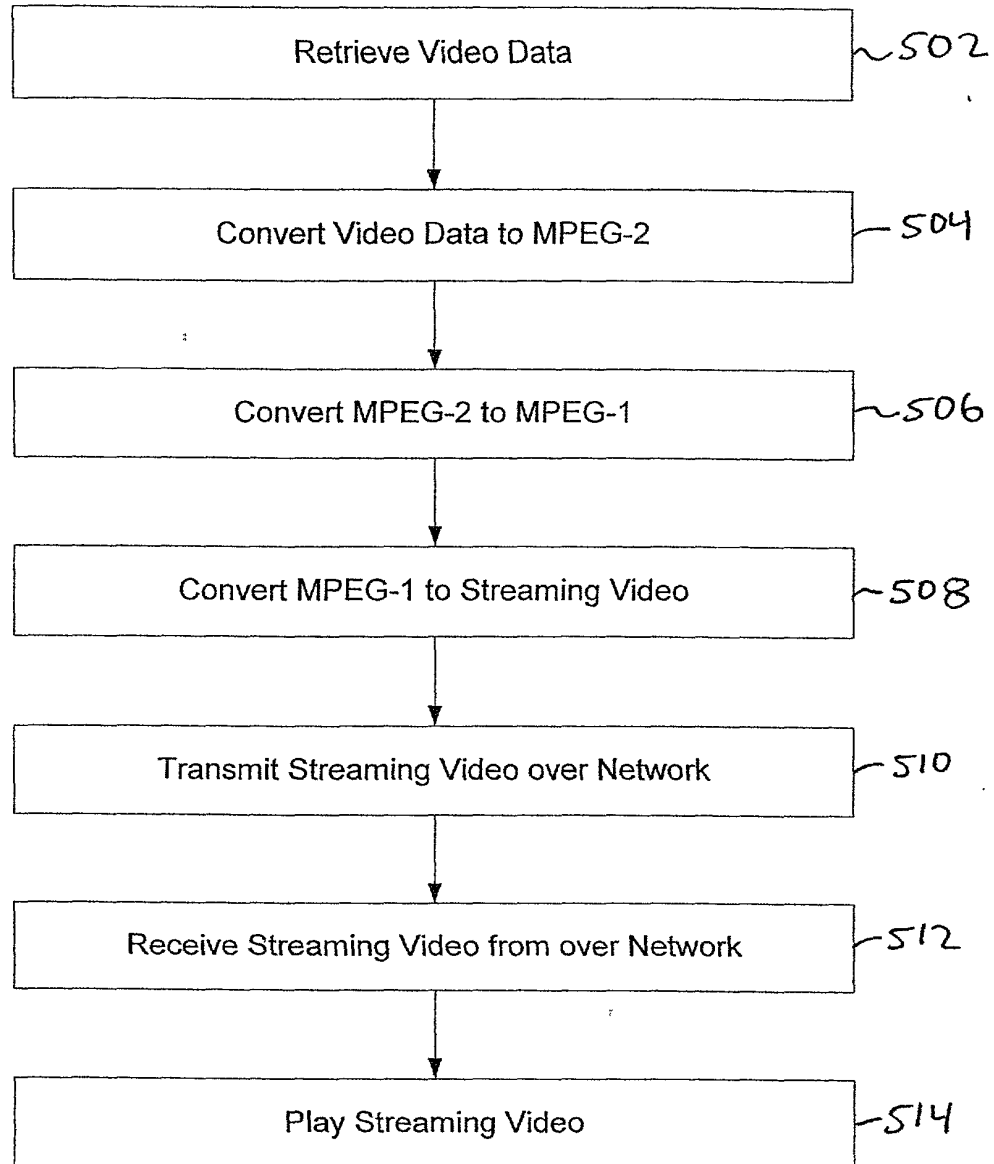 Retrieve Video Data 502
Convert Video Data to MPEG-2 504
Convert MPEG-2 to MPEG-1 506
Convert MPEG-1 to Streaming Video 508
Transmit Streaming Video over Network 510
Receive Streaming Video from over Network 512
Play Streaming Video 514